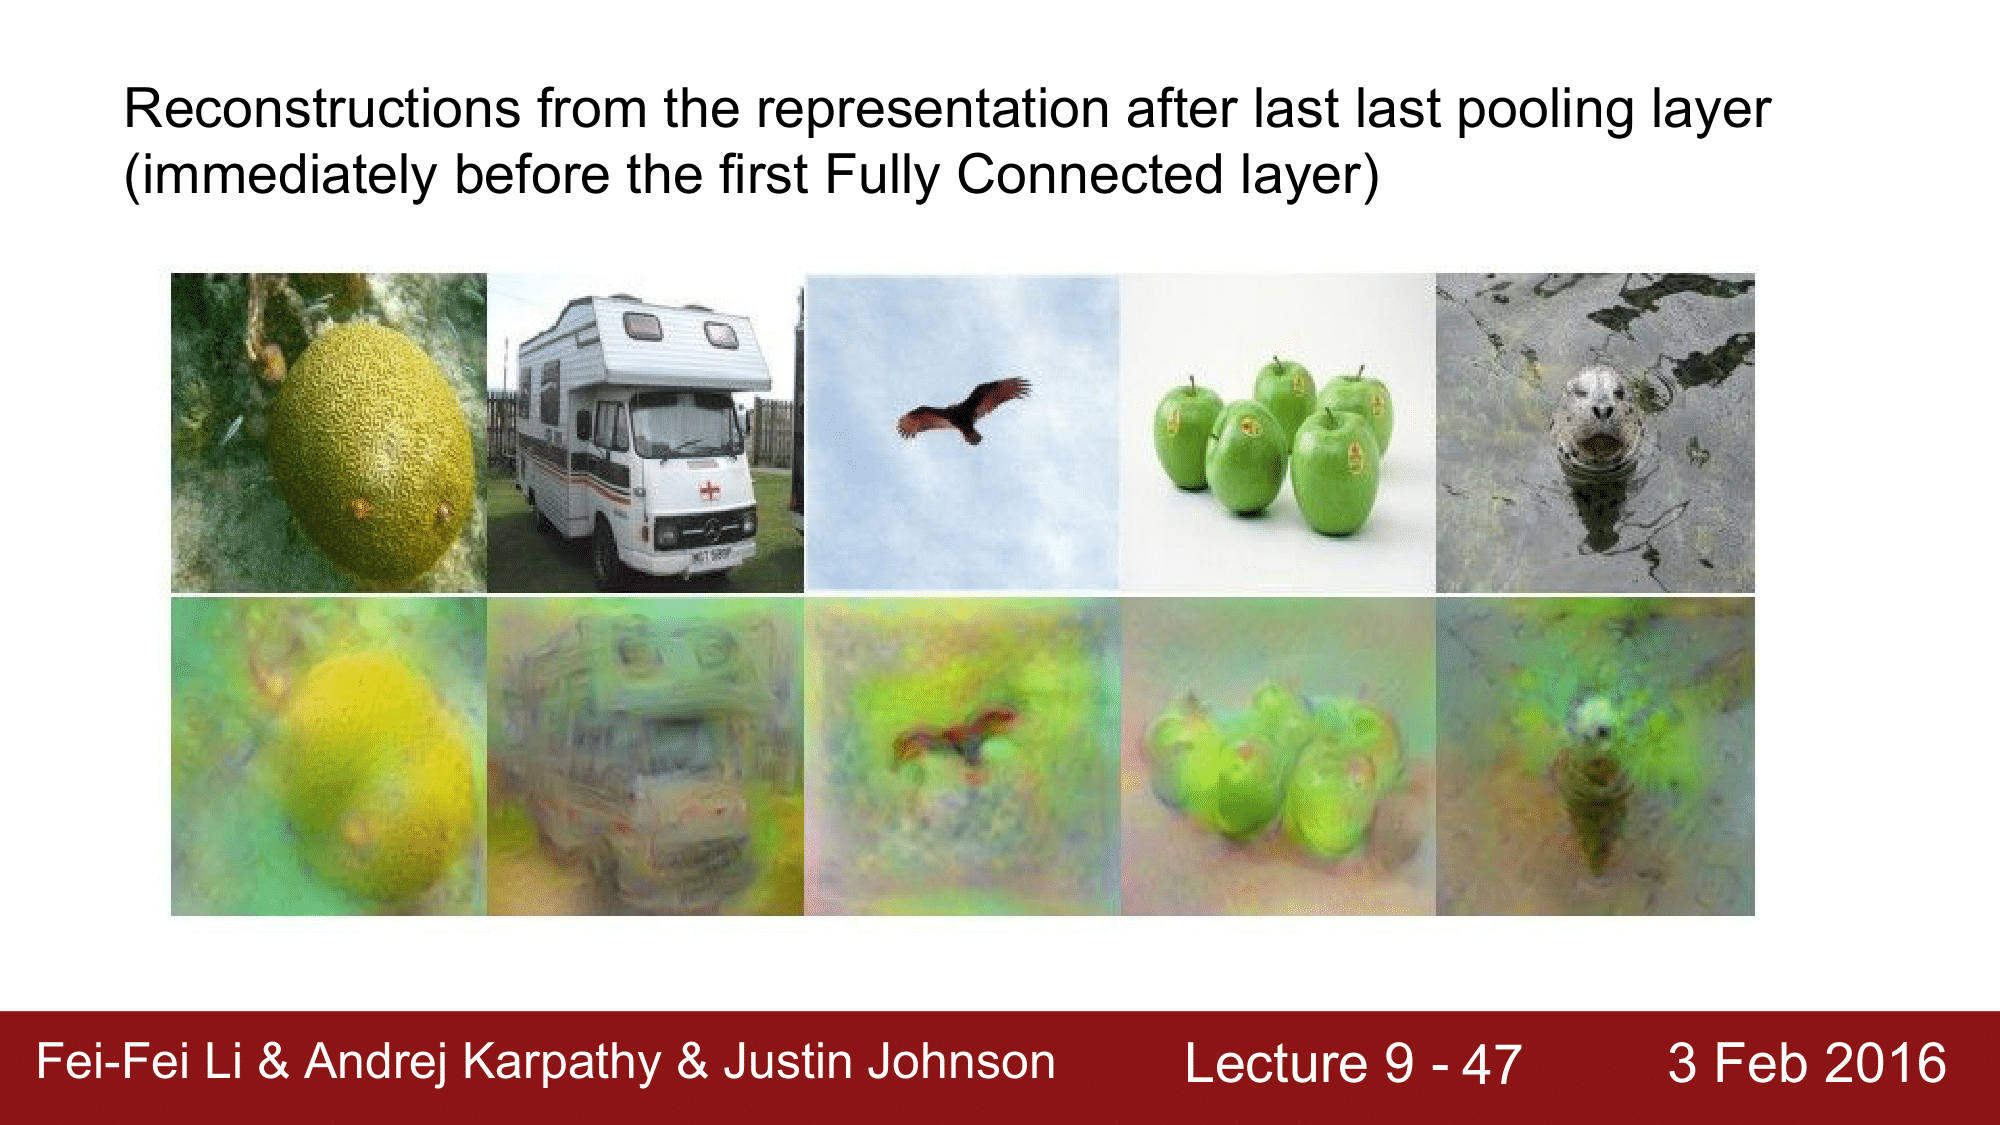 Reconstructions from the representation after last last pooling layer
(immediately before the first Fully Connected layer)
Fei-Fei Li & Andrej Karpathy & Justin Johnson
Lecture 9 - 47
3 Feb 2016